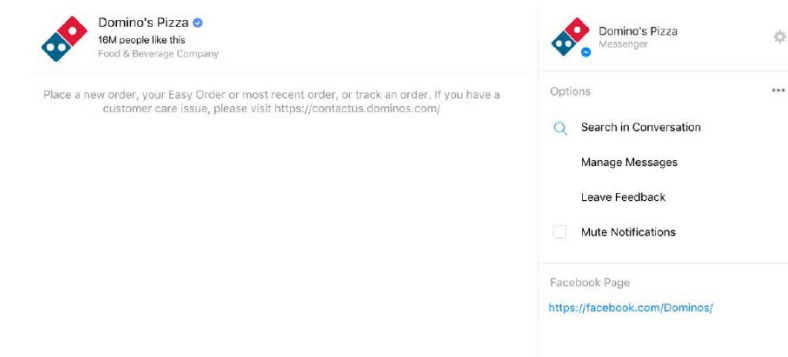 Domino's Pizza
16M people like this
Food & Beverage Company
Place a new order, your Easy Order or most recent order, or track an order. If you have a
customer care issue, please visit https://contactus.dominos.com/
Domino's Pizza
Messenger
Options
Search in Conversation
Manage Messages
Leave Feedback
Mute Notifications
Facebook Page
https://facebook.com/Dominos/